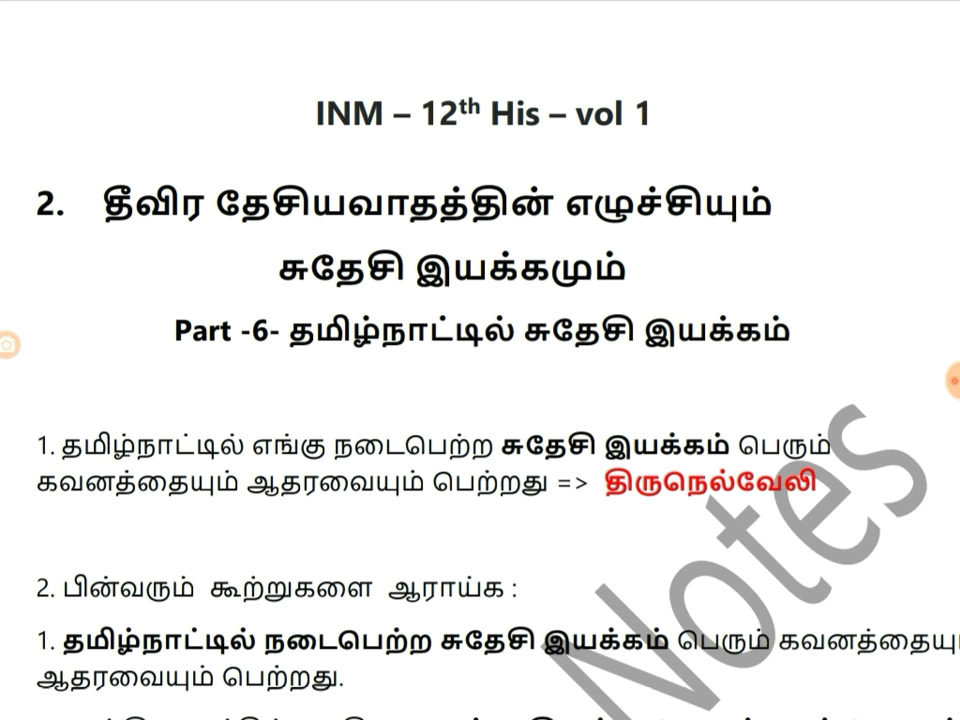 INM – 12th His – vol 1
2. தீவிர தேசியவாதத்தின் எழுச்சியும்
சுதேசி இயக்கமும்
Part -6- தமிழ்நாட்டில் சுதேசி இயக்கம்
1. தமிழ்நாட்டில் எங்கு நடைபெற்ற சுதேசி இயக்கம் பெரும்
கவனத்தையும் ஆதரவையும் பெற்றது => திருநெல்வேலி
2. பின்வரும் கூற்றுகளை ஆராய்க :
1. தமிழ்நாட்டில் நடைபெற்ற சுதேசி இயக்கம் பெரும்
ஆதரவையும் பெற்றது.
Notes